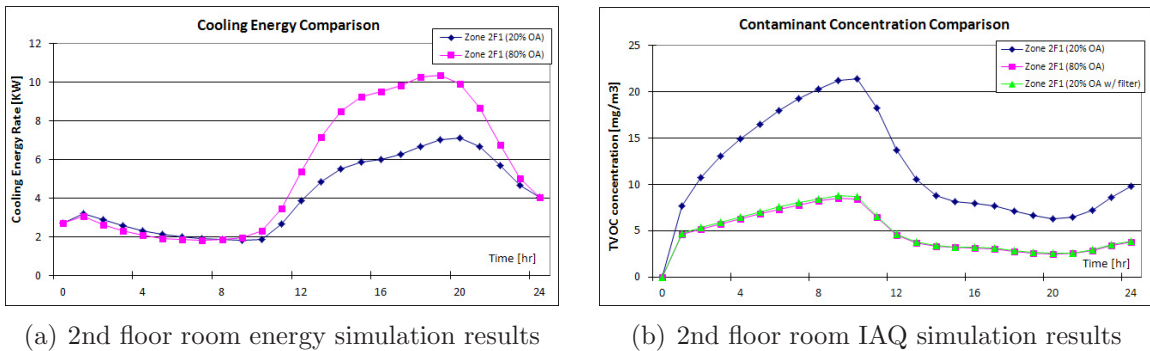 Cooling Energy Comparison
Zone 2F1 (20% OA)
Zone 2F1 (80% OA)
Cooling Energy Rate [KW]
12
10
8
6
4
2
0
0 4 8 12 16 20 24
Time [hr]
(a) 2nd floor room energy simulation results
Contaminant Concentration Comparison
Zone 2F1 (20% OA)
Zone 2F1 (80% OA)
Zone 2F1 (20% OA w/ filter)
TVOC concentration [mg/m3]
25
20
15
10
5
0
0 4 8 12 16 20 24
Time [hr]
(b) 2nd floor room IAQ simulation results